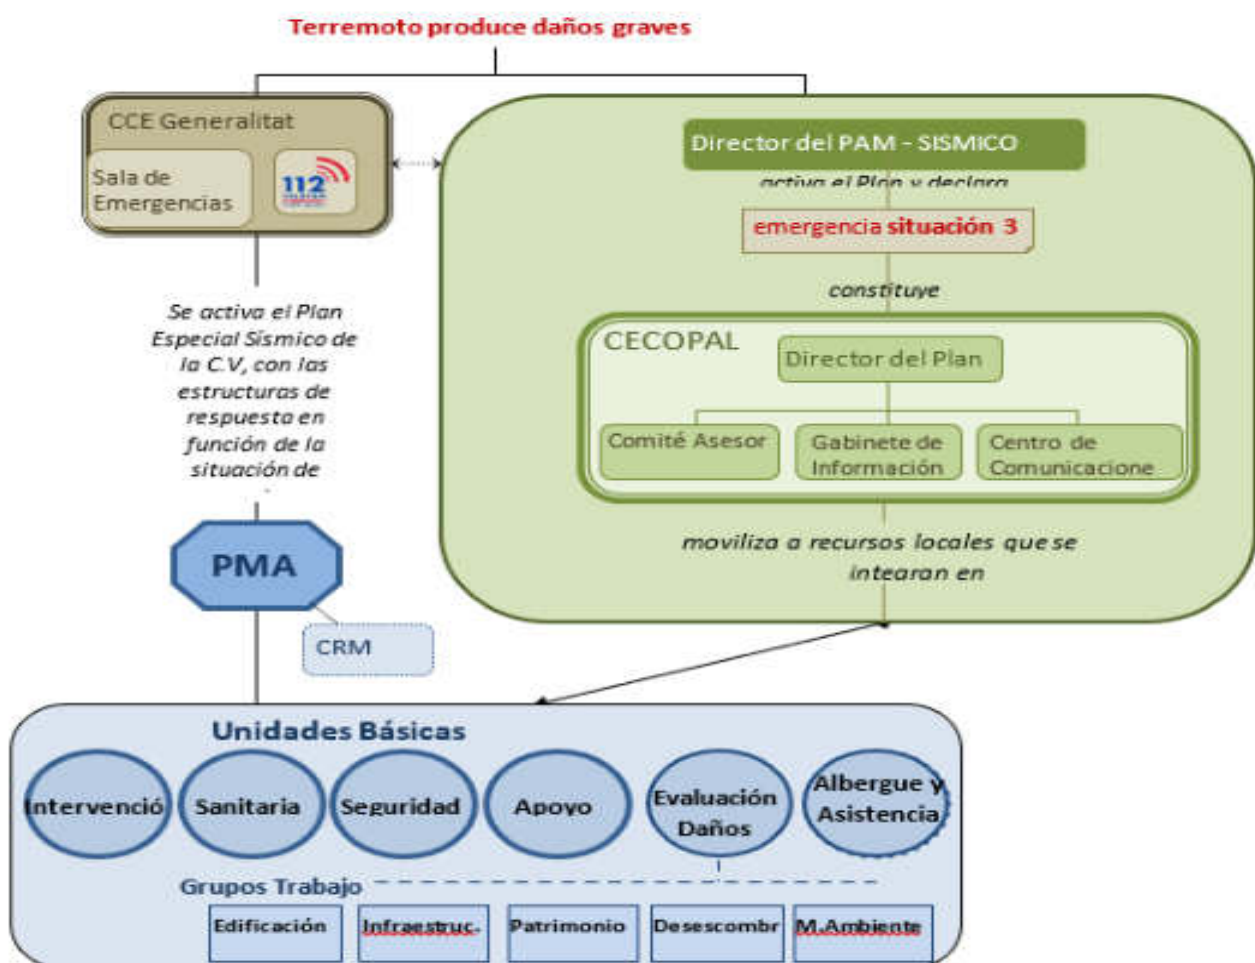 Terremoto produce daños graves
CCE Generalitat
Sala de
Emergencias
112
Director del PAM - SISMICO
activa el Plan y declara
emergencia situación 3
constituye
CECOPAL
Director del Plan
Comité Asesor
Gabinete de
Información
Centro de
Comunicacione
moviliza a recursos locales que se
intearan en
Se activa el Plan
Especial Sísmico de
la C.V, con las
estructuras de
respuesta en
función de la
situación de
PMA
CRM
Unidades Básicas
Intervenció
Sanitaria
Seguridad
Apoyo
Evaluación
Daños
Albergue y
Asistencia
Grupos Trabajo
Edificación
Infraestruc.
Patrimonio
Desescombr
M.Ambiente